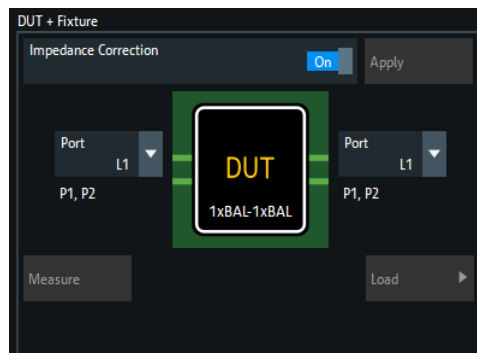 DUT + Fixture
Impedance Correction
On
Apply
Port
L1
P1, P2
DUT
1xBAL-1xBAL
Port
L1
P1, P2
Measure
Load